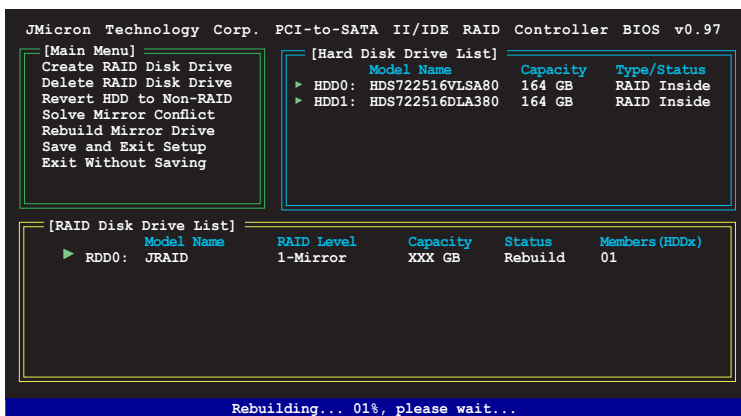 JMicron Technology Corp. PCI-to-SATA II/IDE RAID Controller BIOS v0.97
[Main Menu]
Create RAID Disk Drive
Delete RAID Disk Drive
Revert HDD to Non-RAID
Solve Mirror Conflict
Rebuild Mirror Drive
Save and Exit Setup
Exit Without Saving
[Hard Disk Drive List]
Model Name Capacity Type/Status
HDD0: HDS722516VLSA80 164 GB RAID Inside
HDD1: HDS722516DLA380 164 GB RAID Inside
[RAID Disk Drive List]
Model Name RAID Level Capacity Status Members(HDDx)
RDD0: JRAID 1-Mirror XXX GB Rebuild 01
Rebuilding... 01%, please wait...